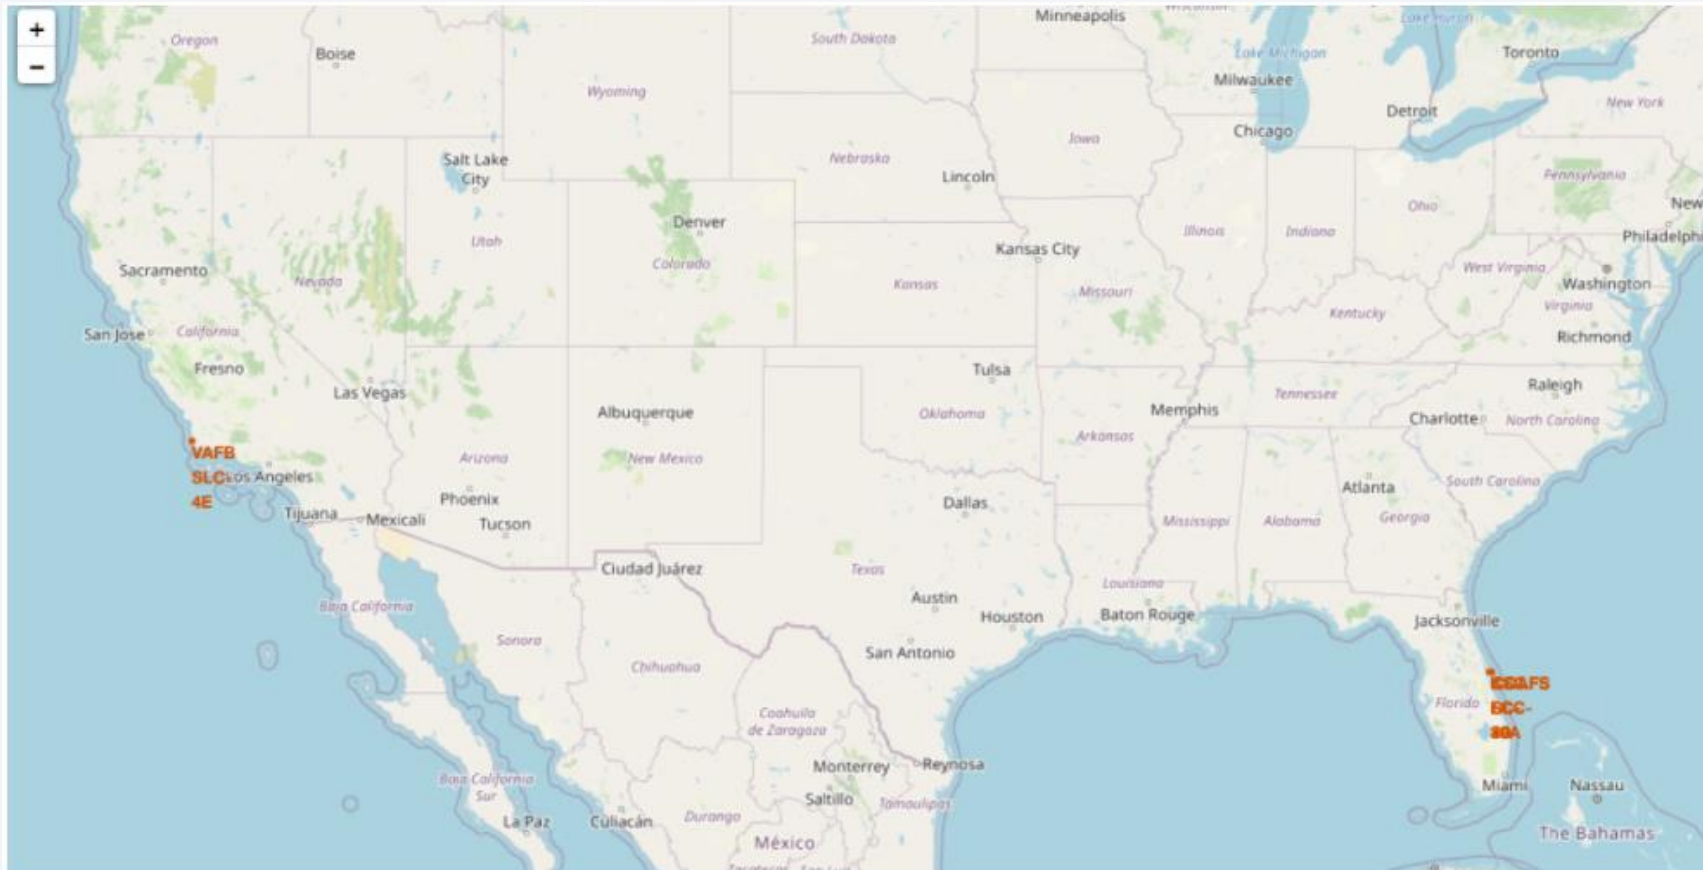 +
−
Oregon
Boise
South Dakota
Minneapolis
Wisconsin
Lake Huron
Lake Michigan
Toronto
Wyoming
Milwaukee
Detroit
New York
Chicago
Iowa
Salt Lake
City
Nebraska
Lincoln
Pennsylvania
New
Ohio
Denver
Utah
Illinois
Indiana
Philadelphi
Kansas City
Colorado
Sacramento
Nevada
Kansas
Missouri
West Virginia
Washington
Virginia
Kentucky
San Jose
California
Richmond
Fresno
Las Vegas
Tulsa
Raleigh
Tennessee
Albuquerque
Oklahoma
Memphis
Charlotte
North Carolina
Arkansas
VAFB
SLC-
4E
Los Angeles
Arizona
New Mexico
Phoenix
Dallas
Atlanta
South Carolina
Tijuana
Mexicali
Tucson
Mississippi
Alabama
Georgia
Ciudad Juárez
Texas
Louisiana
Baja California
Austin
Houston
Baton Rouge
Jacksonville
Sonora
San Antonio
Chihuahua
Florida
Coahuila
de Zaragoza
Monterrey
Reynosa
Baja California
Sur
Saltillo
Tamaulipas
Miami
Nassau
La Paz
Culiacán
Durango
The Bahamas
México